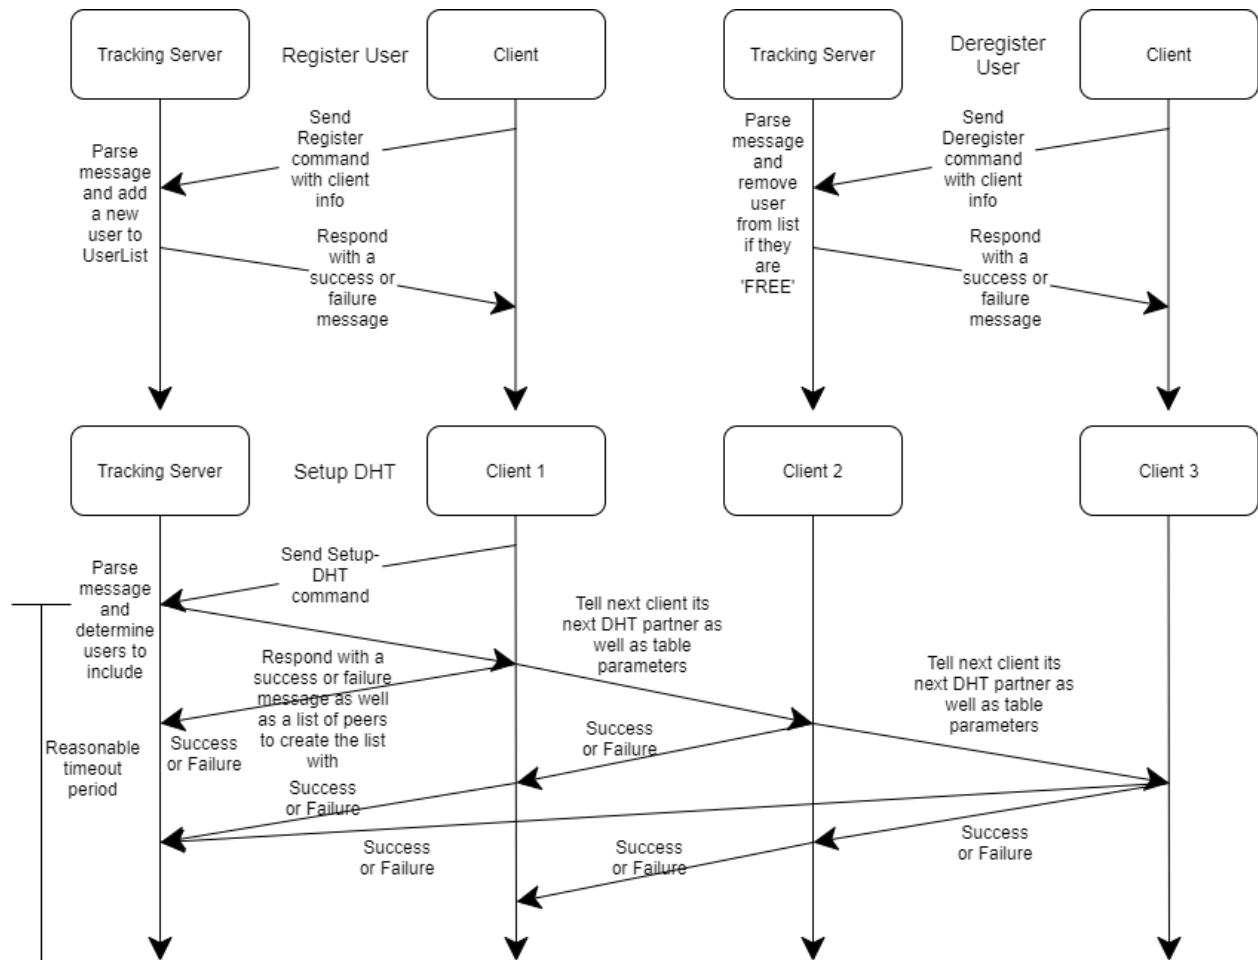 Tracking Server
Register User
Client
Send
Register
command
with client
info
Parse
message
and add
a new
user to
UserList
Respond
with a
success or
failure
message
Tracking Server
Deregister
User
Client
Parse
message
and
remove
user
from list
if they
are
'FREE'
Send
Deregister
command
with client
info
Respond
with a
success or
failure
message
Tracking Server
Setup DHT
Client 1
Client 2
Client 3
Send Setup-
DHT
command
Parse
message
and
determine
users to
include
Tell next client its
next DHT partner as
well as table
parameters
Respond with a
success or failure
message as well
as a list of peers
to create the list
with
Tell next client its
next DHT partner as
well as table
parameters
Reasonable
timeout
period
Success
or Failure
Success
or Failure
Success
or Failure
Success
or Failure
Success
or Failure
Success
or Failure